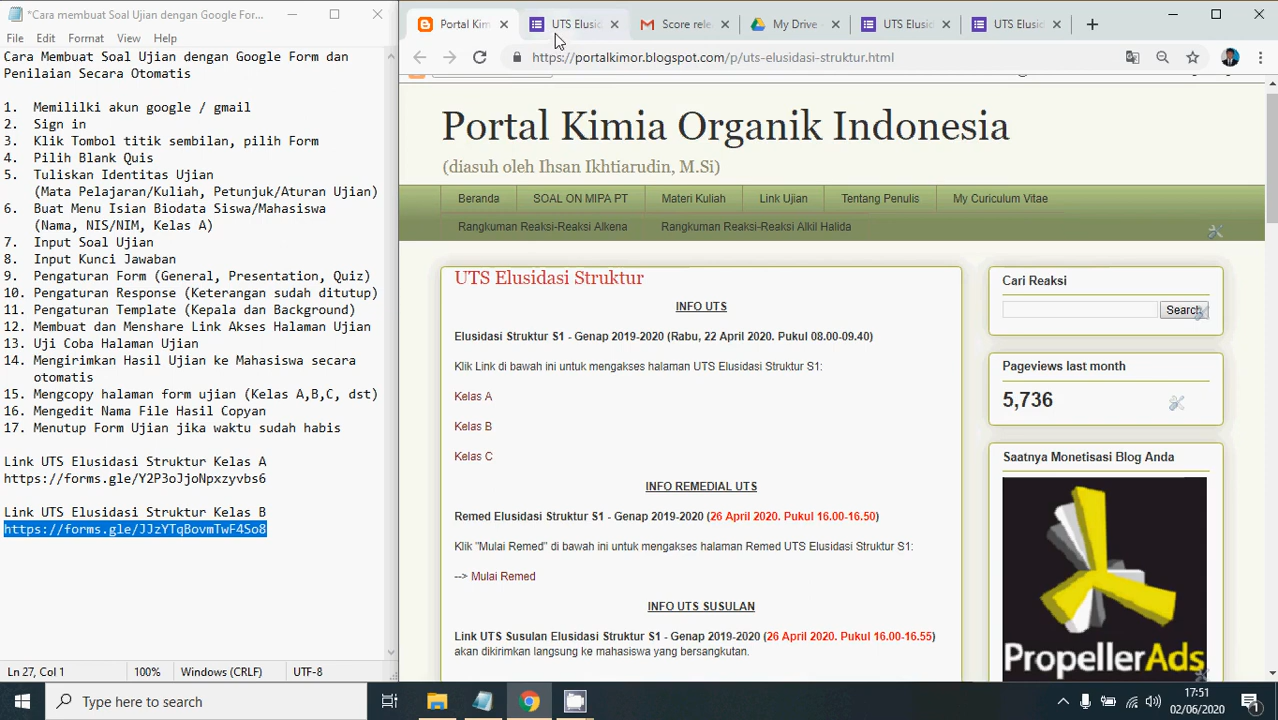 *Cara membuat Soal Ujian dengan Google For...
File Edit Format View Help
Cara Membuat Soal Ujian dengan Google Form dan
Penilaian Secara Otomatis
1. Memililki akun google / gmail
2. Sign in
3. Klik Tombol titik sembilan, pilih Form
4. Pilih Blank Quis
5. Tuliskan Identitas Ujian
(Mata Pelajaran/Kuliah, Petunjuk/Aturan Ujian)
6. Buat Menu Isian Biodata Siswa/Mahasiswa
(Nama, NIS/NIM, Kelas A)
7. Input Soal Ujian
8. Input Kunci Jawaban
9. Pengaturan Form (General, Presentation, Quiz)
10. Pengaturan Response (Keterangan sudah ditutup)
11. Pengaturan Template (Kepala dan Background)
12. Membuat dan Menshare Link Akses Halaman Ujian
13. Uji Coba Halaman Ujian
14. Mengirimkan Hasil Ujian ke Mahasiswa secara
otomatis
15. Mengcopy halaman form ujian (Kelas A,B,C, dst)
16. Mengedit Nama File Hasil Copyan
17. Menutup Form Ujian jika waktu sudah habis
Link UTS Elusidasi Struktur Kelas A
https://forms.gle/Y2P3oJjoNpxzyvbs6
Link UTS Elusidasi Struktur Kelas B
https://forms.gle/JJzYTqBovmTwF4So8
Ln 27, Col 1 100% Windows (CRLF) UTF-8
Portal Kim UTS Elusid Score rele My Drive UTS Elusid UTS Elusid
https://portalkimor.blogspot.com/p/uts-elusidasi-struktur.html
Portal Kimia Organik Indonesia
(diasuh oleh Ihsan Ikhtiarudin, M.Si)
Beranda SOAL ON MIPA PT Materi Kuliah Link Ujian Tentang Penulis My Curiculum Vitae
Rangkuman Reaksi-Reaksi Alkena Rangkuman Reaksi-Reaksi Alkil Halida
UTS Elusidasi Struktur
INFO UTS
Elusidasi Struktur S1 - Genap 2019-2020 (Rabu, 22 April 2020. Pukul 08.00-09.40)
Klik Link di bawah ini untuk mengakses halaman UTS Elusidasi Struktur S1:
Kelas A
Kelas B
Kelas C
INFO REMEDIAL UTS
Remed Elusidasi Struktur S1 - Genap 2019-2020 (26 April 2020. Pukul 16.00-16.50)
Klik "Mulai Remed" di bawah ini untuk mengakses halaman Remed UTS Elusidasi Struktur S1:
--> Mulai Remed
INFO UTS SUSULAN
Link UTS Susulan Elusidasi Struktur S1 - Genap 2019-2020 (26 April 2020. Pukul 16.00-16.55)
akan dikirimkan langsung ke mahasiswa yang bersangkutan.
Cari Reaksi
Search
Pageviews last month
5,736
Saatnya Monetisasi Blog Anda
PropellerAds
Type here to search
17:51
02/06/2020
1